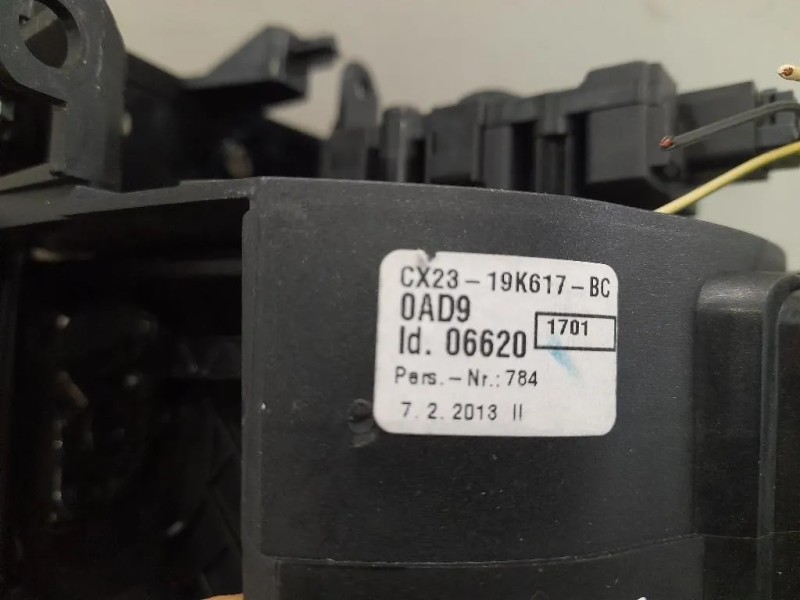 CX23-19K617-BC
0AD9
1701
Id. 06620
Pers.-Nr.:784
7. 2. 2013 II